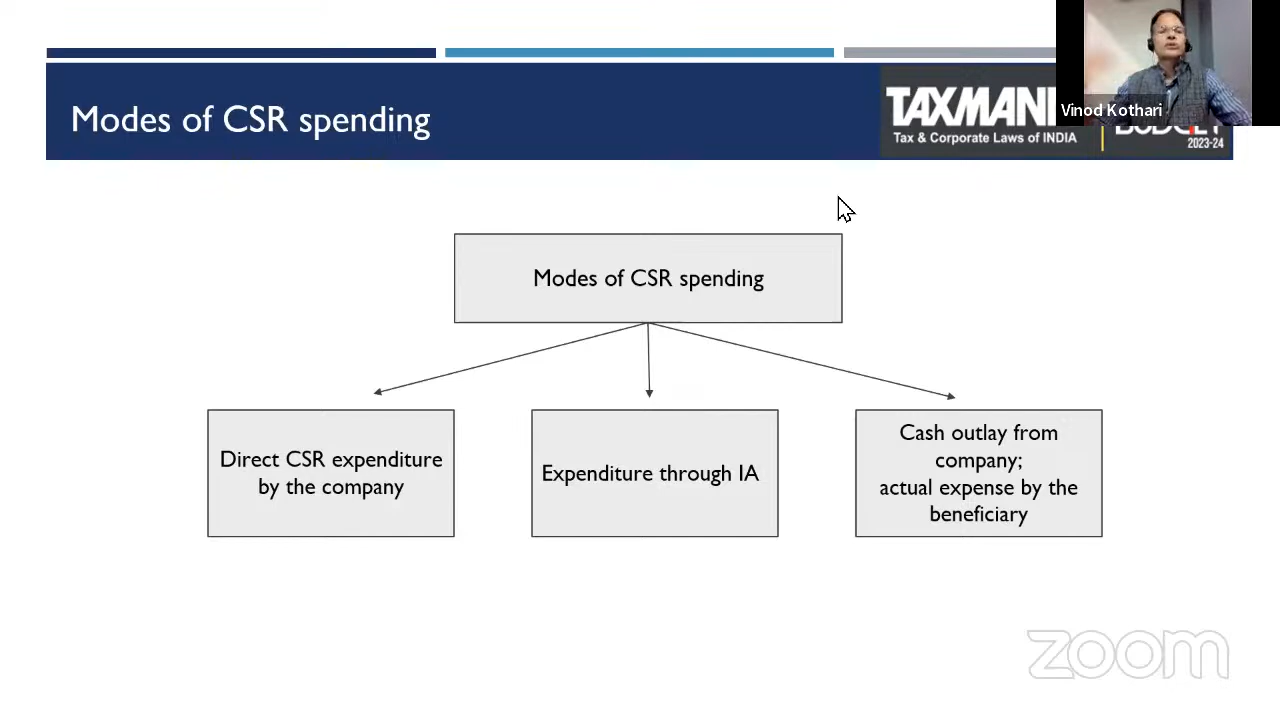 Modes of CSR spending
TAXMAN
Tax & Corporate Laws of INDIA
2023-24
Vinod Kothari
Modes of CSR spending
Direct CSR expenditure
by the company
Expenditure through IA
Cash outlay from
company;
actual expense by the
beneficiary
zoom